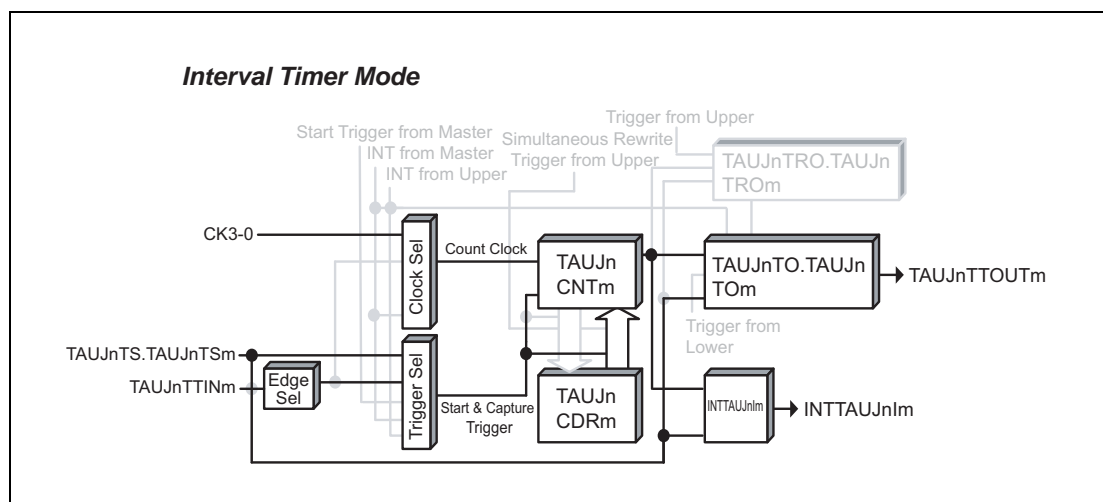 Interval Timer Mode
Trigger from Upper
Start Trigger from Master
Simultaneous Rewrite
INT from Master
Trigger from Upper
INT from Upper
TAUJnTRO.TAUJn
TROm
CK3-0
Clock Sel
Count Clock
TAUJn
CNTm
TAUJnTO.TAUJn
TOm
TAUJnTTOUTm
Trigger from
Lower
TAUJnTS.TAUJnTSm
TAUJnTTINm
Edge
Sel
Trigger Sel
Start & Capture
Trigger
TAUJn
CDRm
INTTAUJnIm
INTTAUJnIm